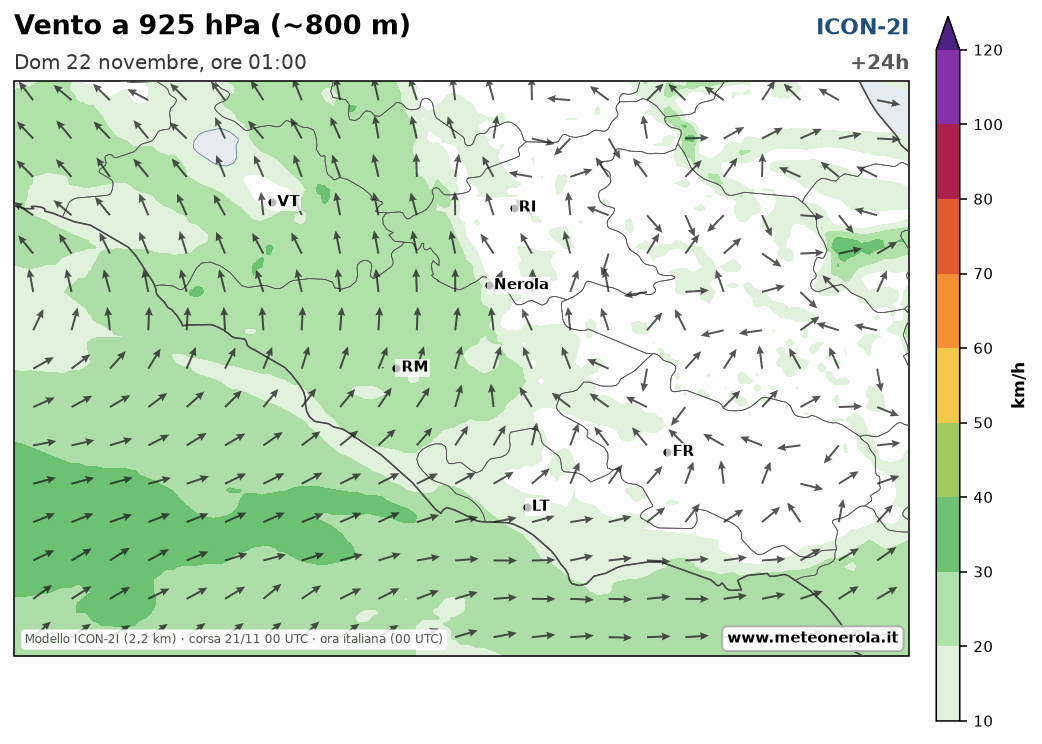 Vento a 925 hPa (~800 m)
ICON-2I
Dom 22 novembre, ore 01:00
+24h
VT
RI
Nerola
RM
FR
LT
Modello ICON-2I (2,2 km) · corsa 21/11 00 UTC · ora italiana (00 UTC)
www.meteonerola.it
120
100
80
70
60
50
40
30
20
10
km/h